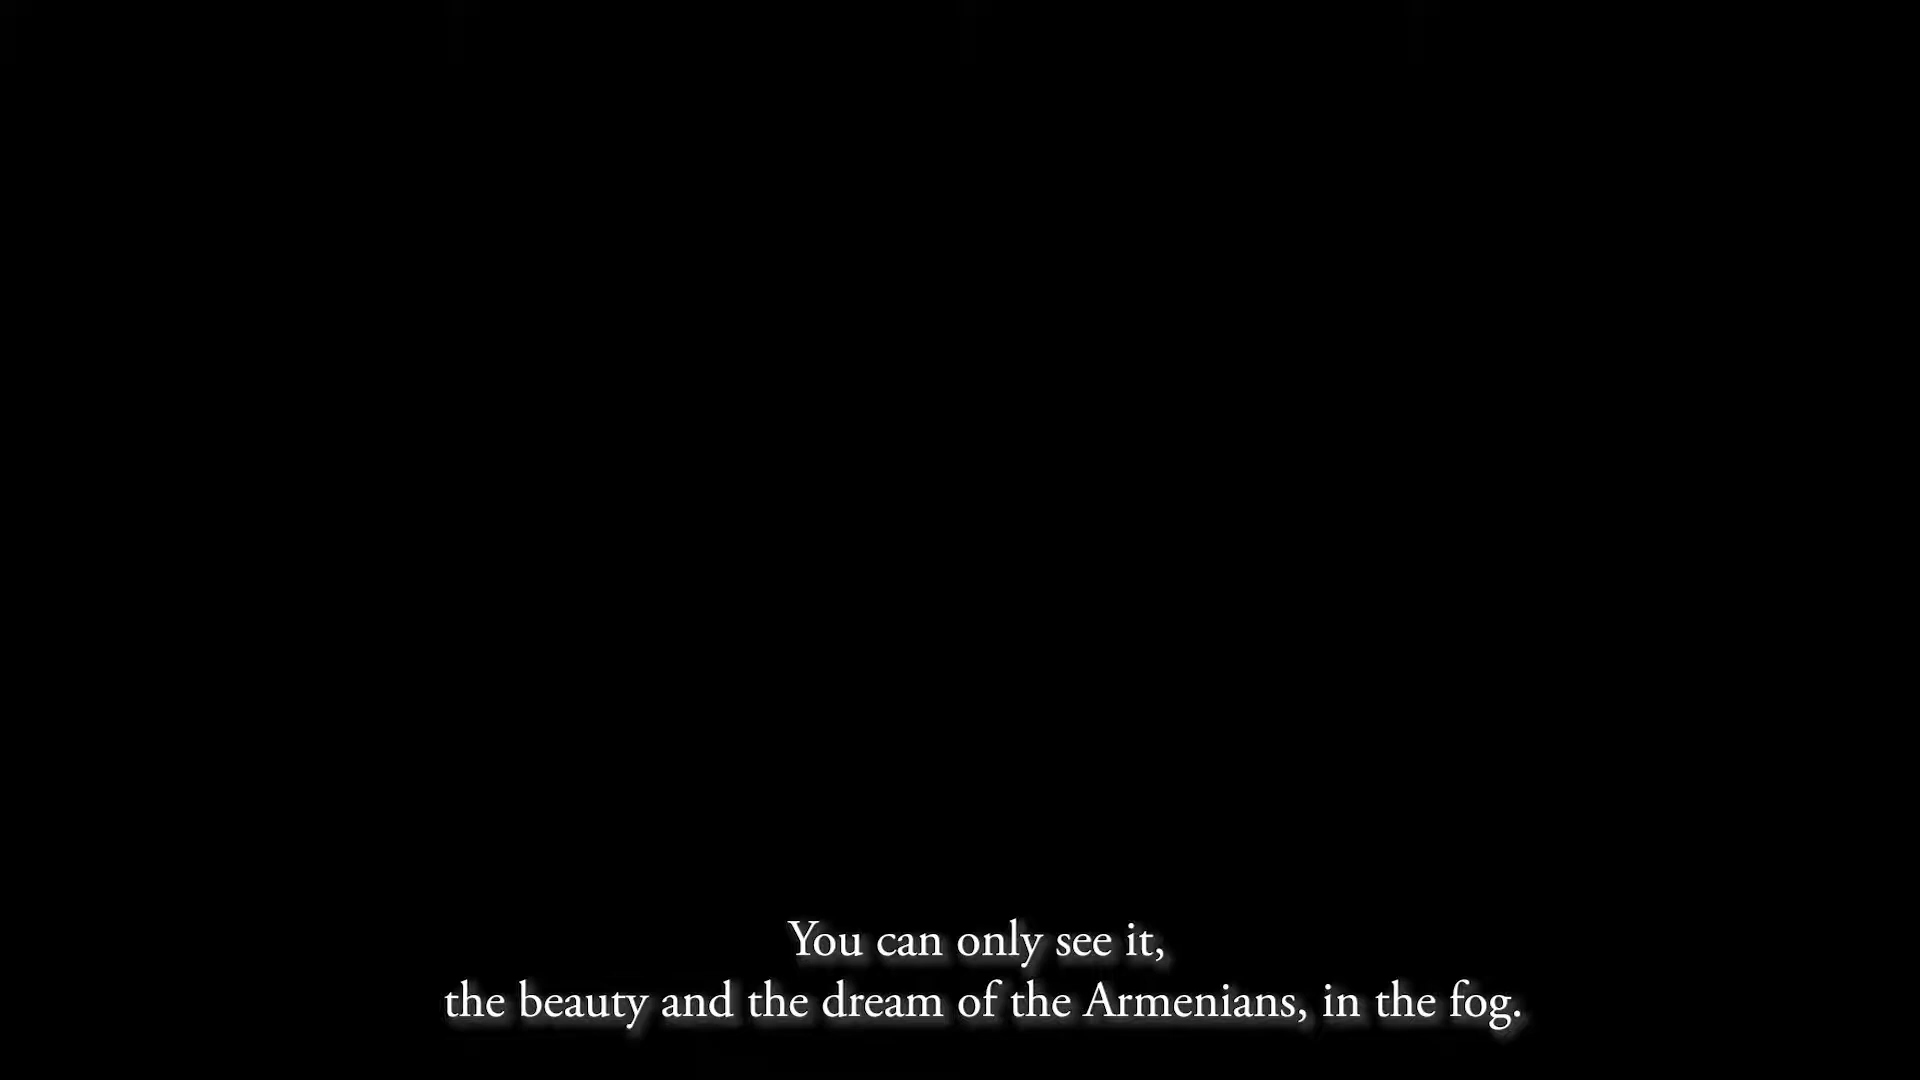 You can only see it,
the beauty and the dream of the Armenians, in the fog.